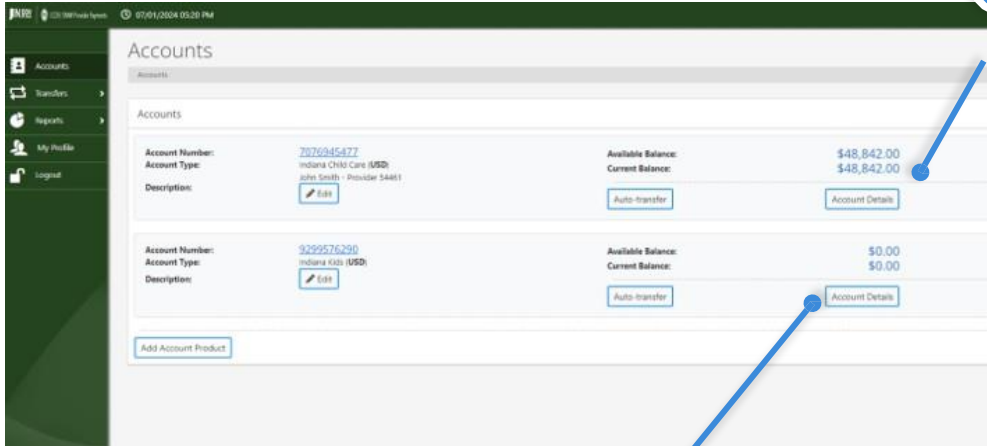 07/01/2024 05:20 PM
Accounts
Accounts
Accounts
Transfers
Reports
My Profile
Logout
Accounts
Account Number: 7076945477 Available Balance: $48,842.00
Account Type: Indiana Child Care (USD) Current Balance: $48,842.00
John Smith - Provider 54461
Description: Edit Auto-transfer Account Details
Account Number: 9299576290 Available Balance: $0.00
Account Type: Indiana Kids (USD) Current Balance: $0.00
Description: Edit
Auto-transfer Account Details
Add Account Product